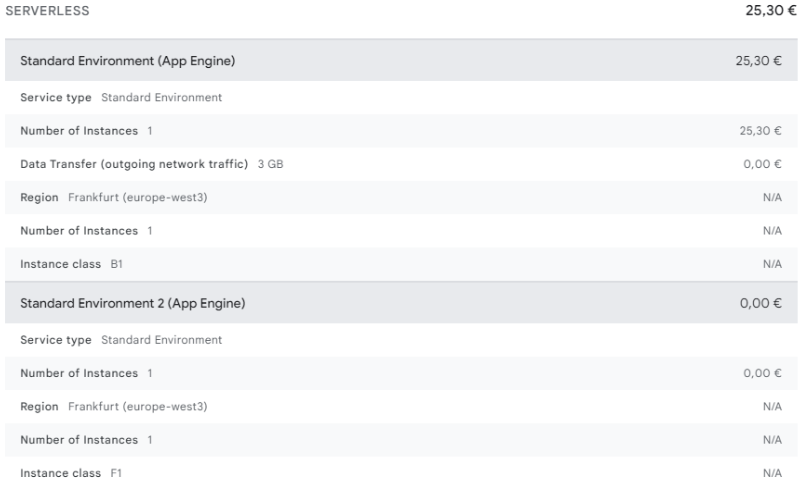 SERVERLESS 25,30 €
Standard Environment (App Engine) 25,30 €
Service type Standard Environment
Number of Instances 1 25,30 €
Data Transfer (outgoing network traffic) 3 GB 0,00 €
Region Frankfurt (europe-west3) N/A
Number of Instances 1 N/A
Instance class B1 N/A
Standard Environment 2 (App Engine) 0,00 €
Service type Standard Environment
Number of Instances 1 0,00 €
Region Frankfurt (europe-west3) N/A
Number of Instances 1 N/A
Instance class F1 N/A